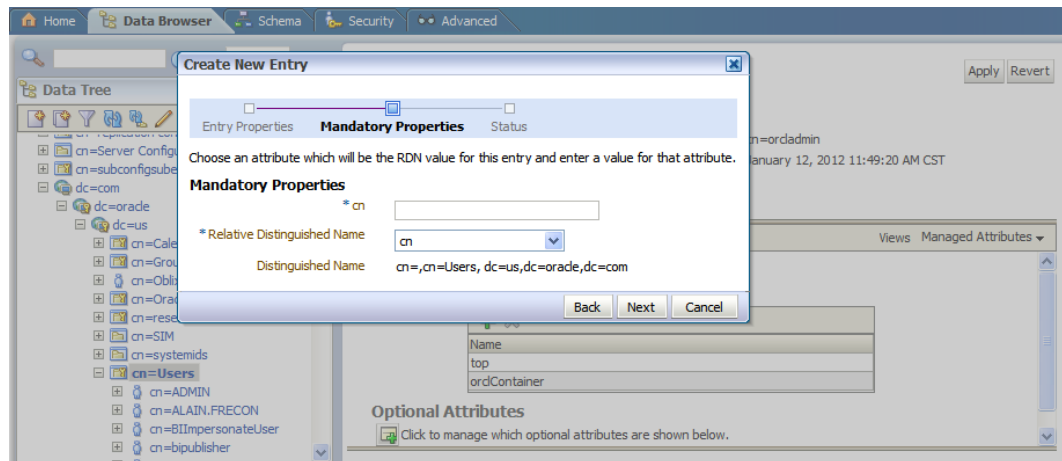 Home Data Browser Schema Security Advanced
Create New Entry
Apply Revert
Data Tree
Entry Properties Mandatory Properties Status
cn=orcladmin
cn=Server Configu
Choose an attribute which will be the RDN value for this entry and enter a value for that attribute.
anuary 12, 2012 11:49:20 AM CST
cn=subconfigsube
dc=com
Mandatory Properties
* cn
dc=oracle
dc=us
* Relative Distinguished Name cn
Views Managed Attributes
cn=Cale
cn=Grou
Distinguished Name cn=,cn=Users, dc=us,dc=oracle,dc=com
cn=Oblix
cn=Orac
cn=rese
Back Next Cancel
cn=SIM
Name
cn=systemids
top
cn=Users
orclContainer
cn=ADMIN
cn=ALAIN.FRECON
Optional Attributes
cn=BIImpersonateUser
Click to manage which optional attributes are shown below.
cn=bipublisher